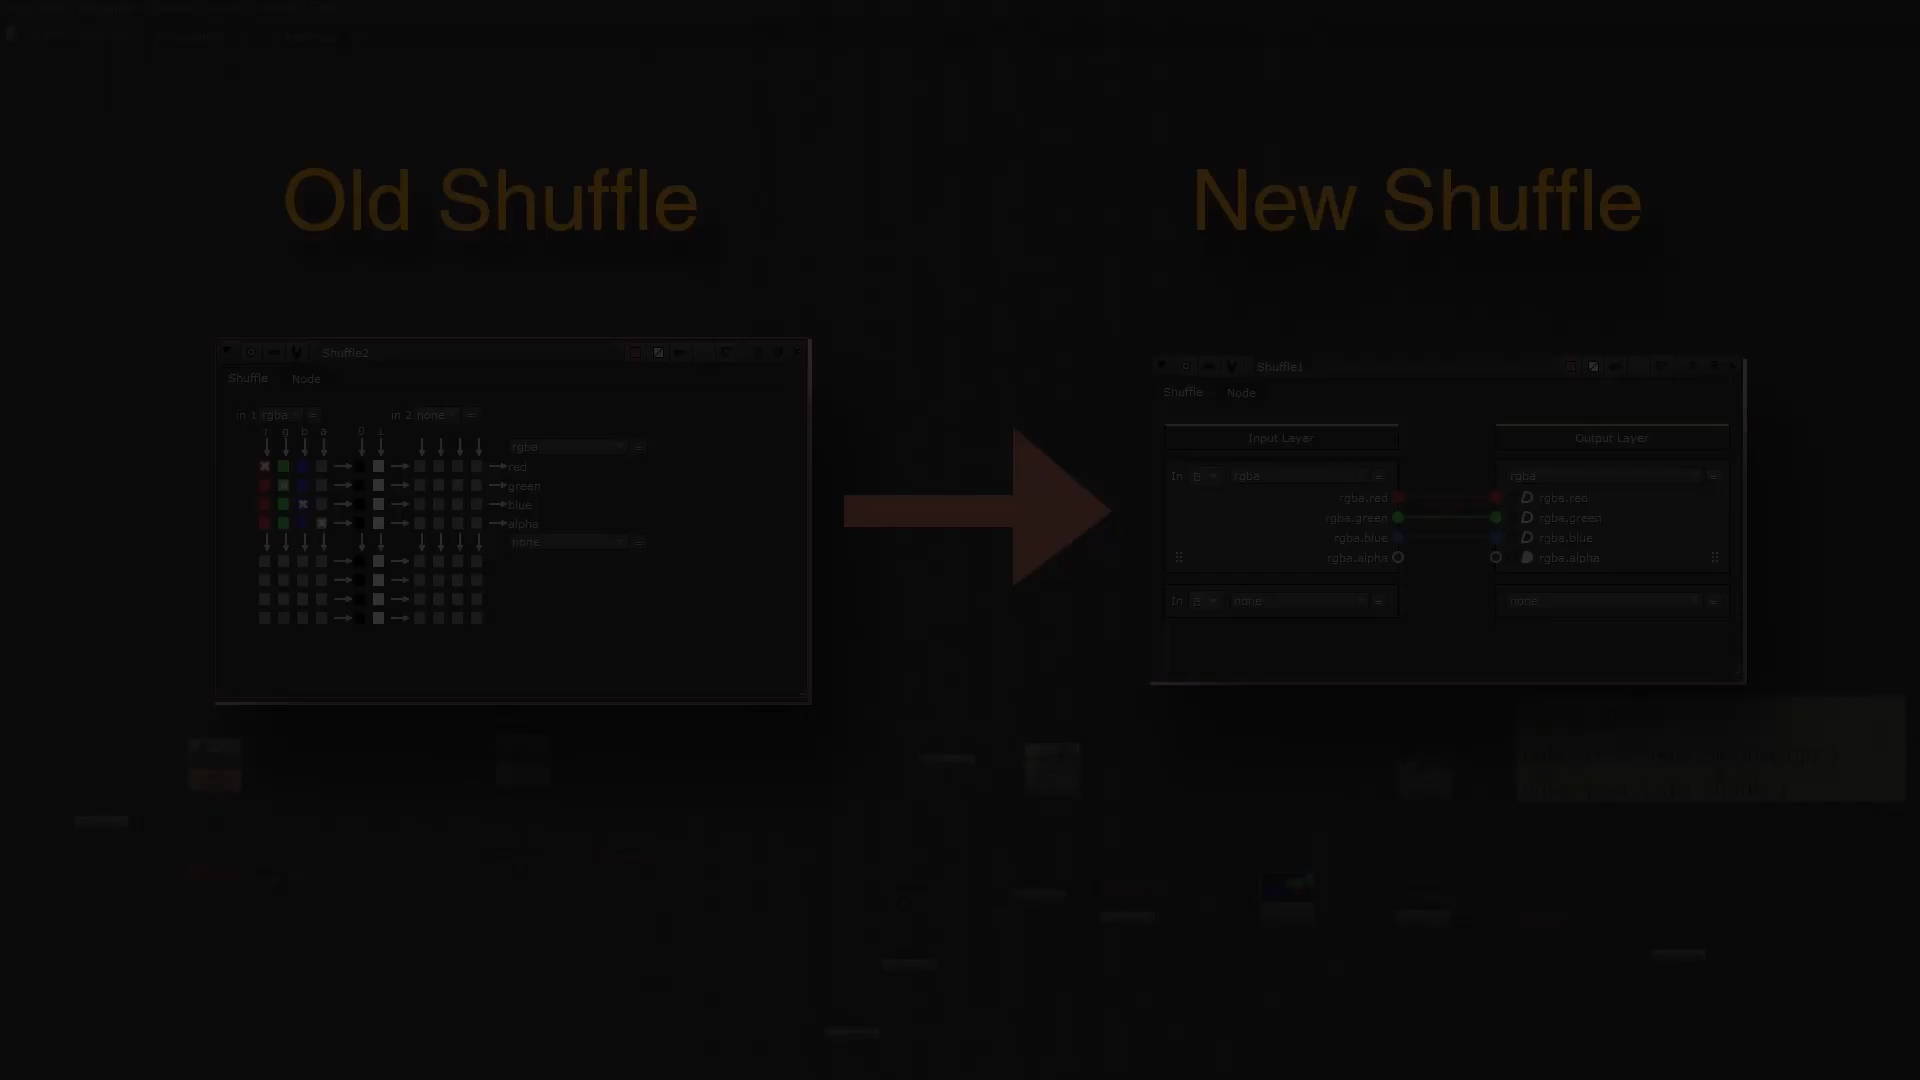 Old Shuffle
New Shuffle
Shuffle2
Shuffle Node
in 1 rgba = in 2 none =
r g b a 0 1
rgba =
red
green
blue
alpha
none =
Shuffle1
Shuffle Node
Input Layer
Output Layer
In B rgba =
rgba =
rgba.red
rgba.green
rgba.blue
rgba.alpha
rgba.red
rgba.green
rgba.blue
rgba.alpha
In B none =
none =